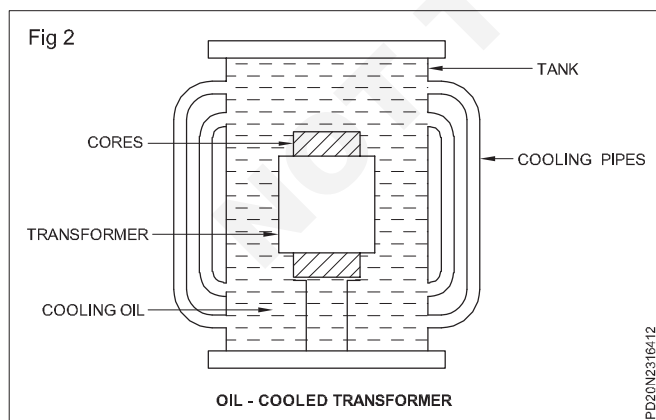 Fig 2
TANK
CORES
COOLING PIPES
TRANSFORMER
COOLING OIL
OIL - COOLED TRANSFORMER
PD20N2316412